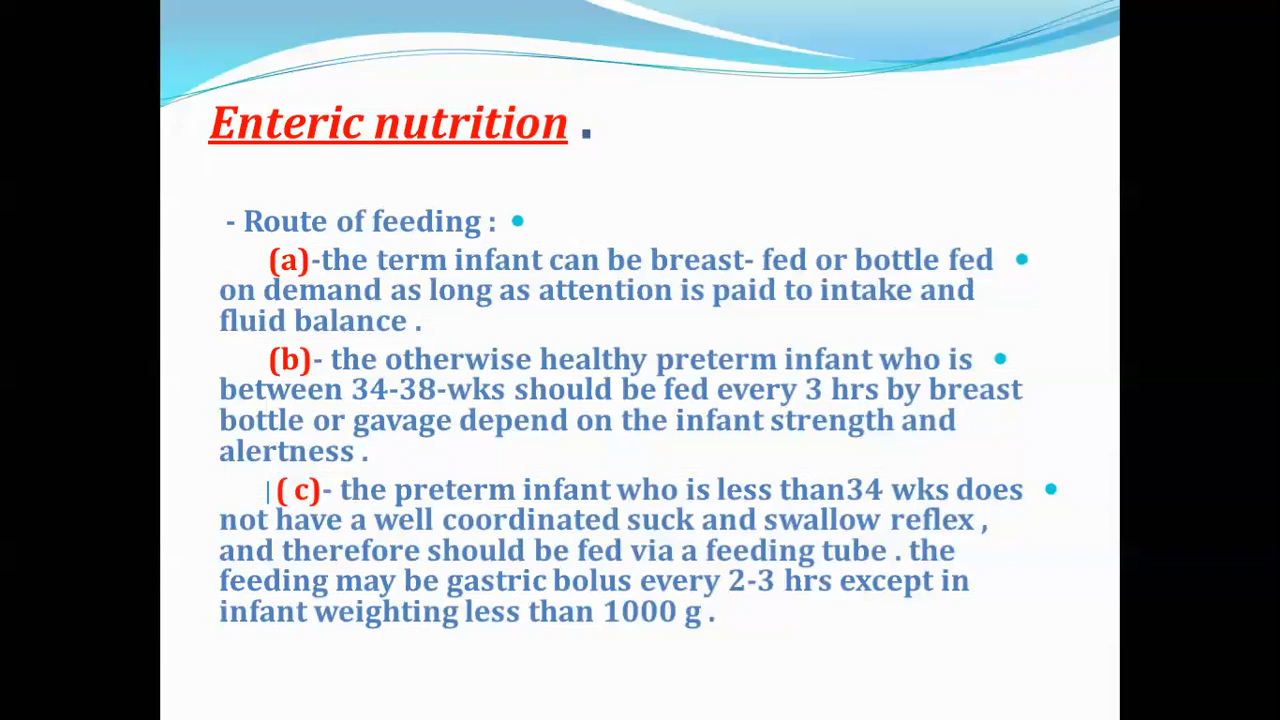 Enteric nutrition .
- Route of feeding : •
(a)-the term infant can be breast- fed or bottle fed •
on demand as long as attention is paid to intake and
fluid balance .
(b)- the otherwise healthy preterm infant who is •
between 34-38-wks should be fed every 3 hrs by breast
bottle or gavage depend on the infant strength and
alertness .
( c)- the preterm infant who is less than34 wks does •
not have a well coordinated suck and swallow reflex ,
and therefore should be fed via a feeding tube . the
feeding may be gastric bolus every 2-3 hrs except in
infant weighting less than 1000 g .